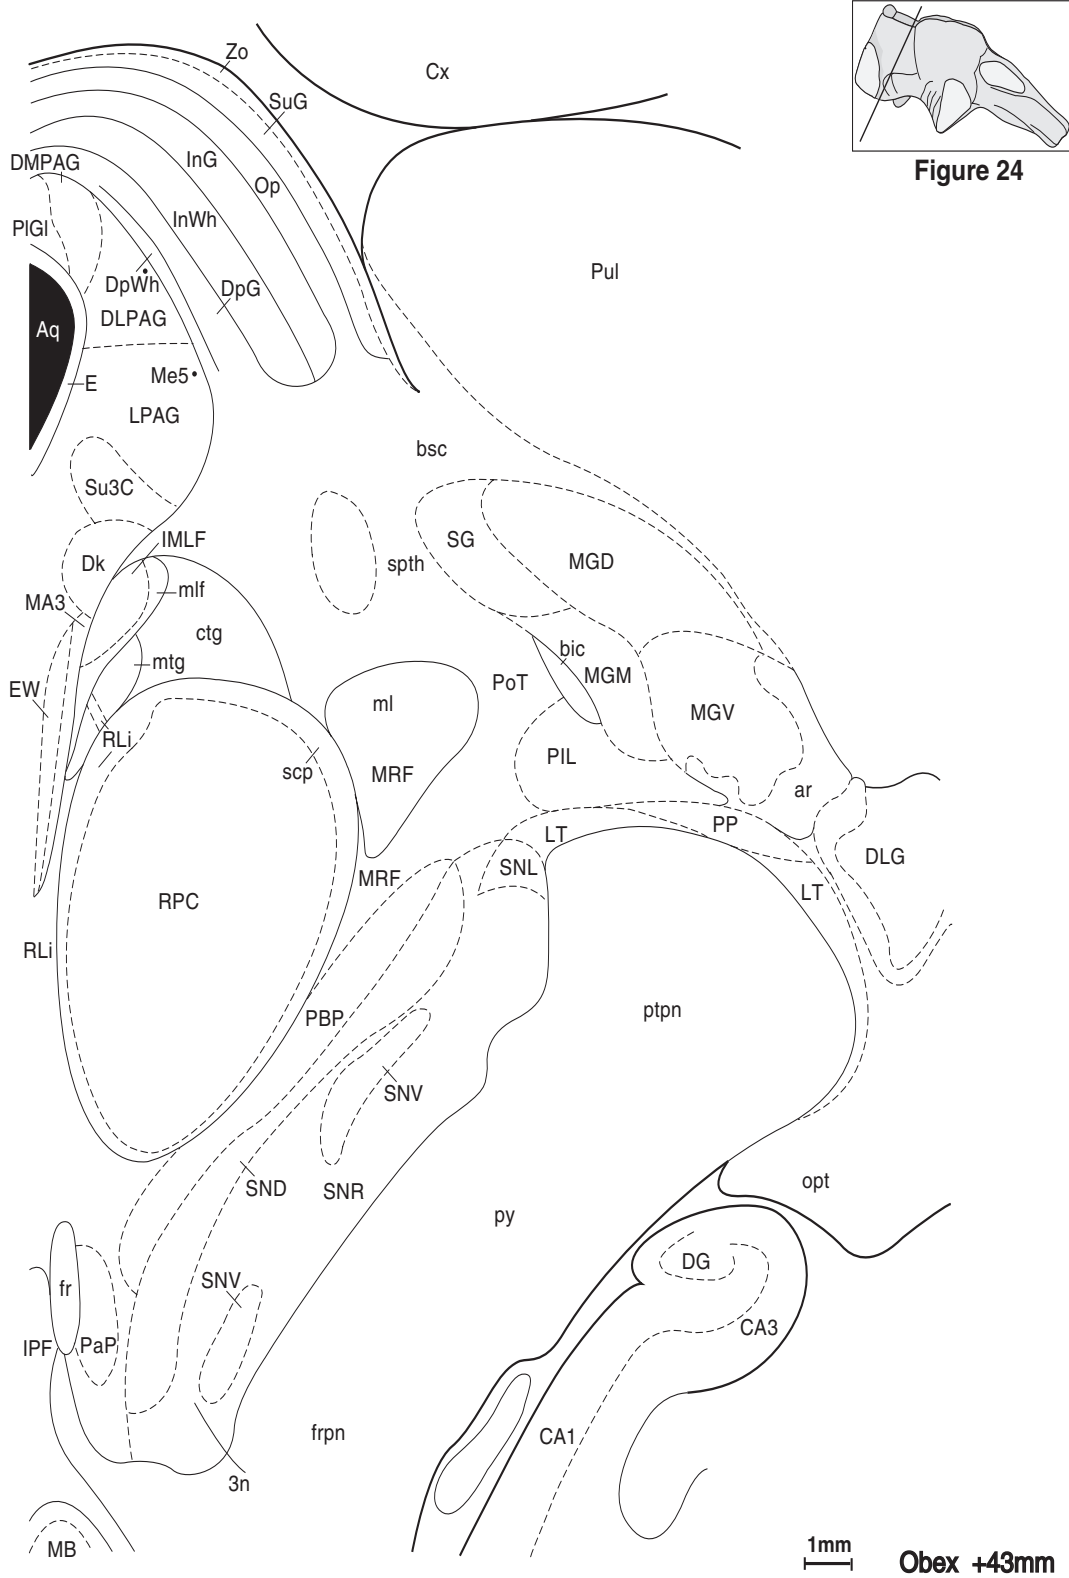 Zo
Cx
SuG
Figure 24
DMPAG
InG
Op
InWh
PlGl
Pul
DpWh
DpG
DLPAG
Aq
E
Me5
LPAG
bsc
Su3C
IMLF
SG
Dk
spth
MGD
mlf
MA3
ctg
bic
mtg
MGM
PoT
EW
ml
MGV
RLi
PIL
scp
MRF
ar
PP
LT
DLG
SNL
MRF
LT
RPC
RLi
ptpn
PBP
SNV
SND
SNR
opt
py
DG
SNV
fr
CA3
IPF
PaP
frpn
CA1
3n
1mm
MB
Obex +43mm